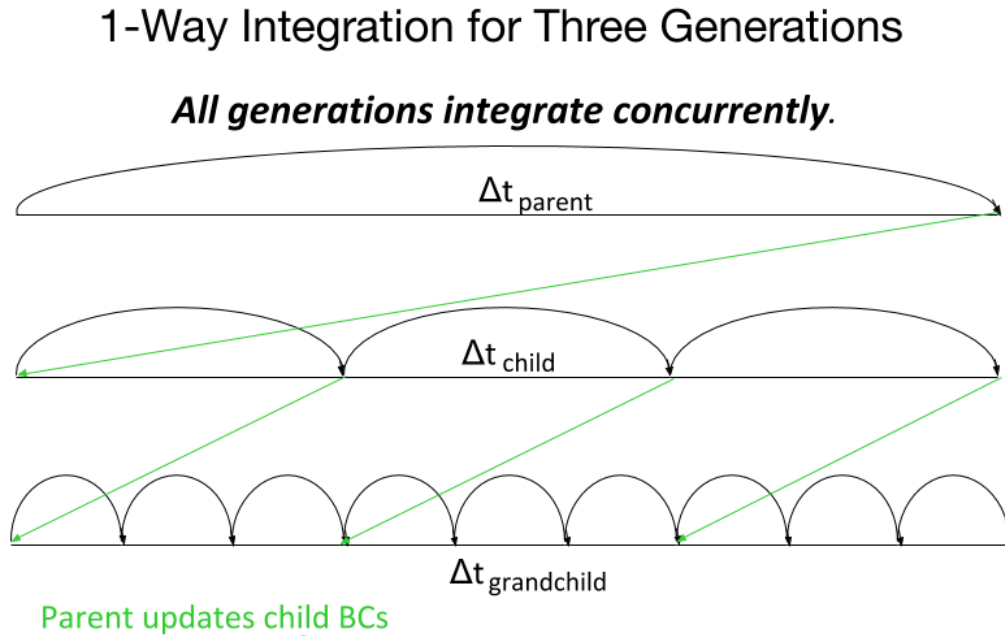 1-Way Integration for Three Generations
All generations integrate concurrently.
Δt parent
Δt child
Δt grandchild
Parent updates child BCs